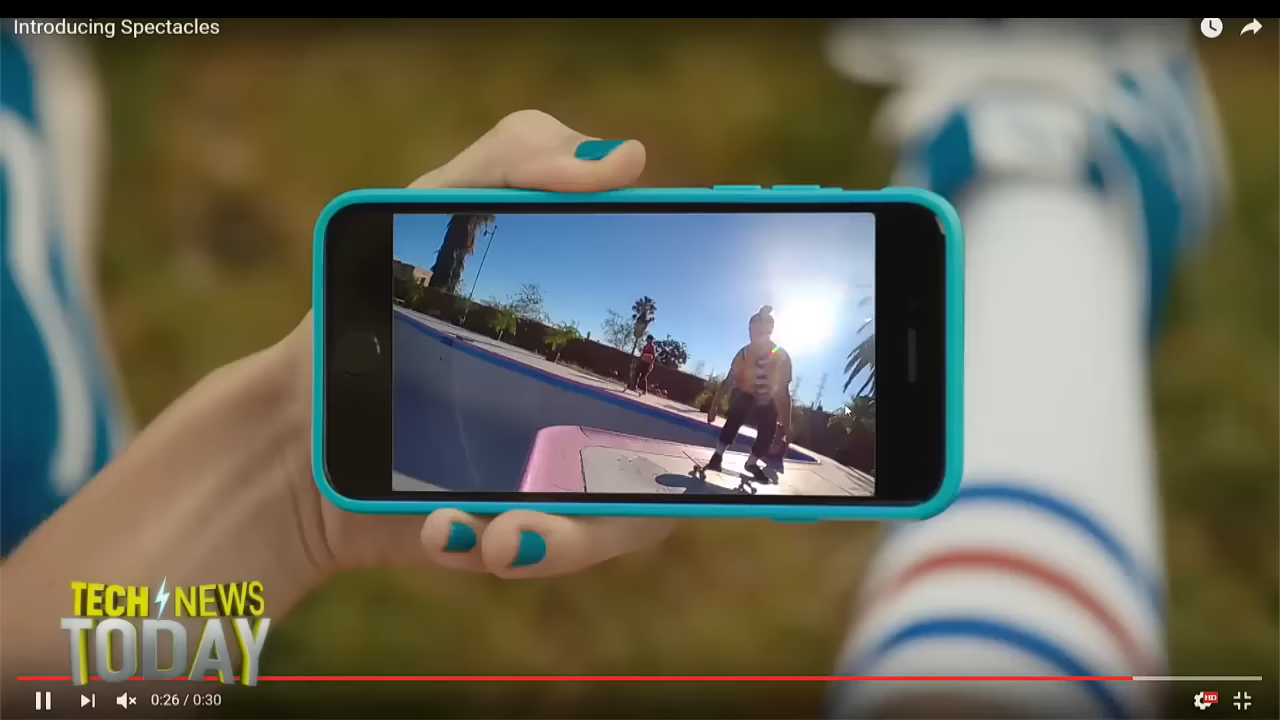 Introducing Spectacles
TECH NEWS
TODAY
0:26 / 0:30
HD